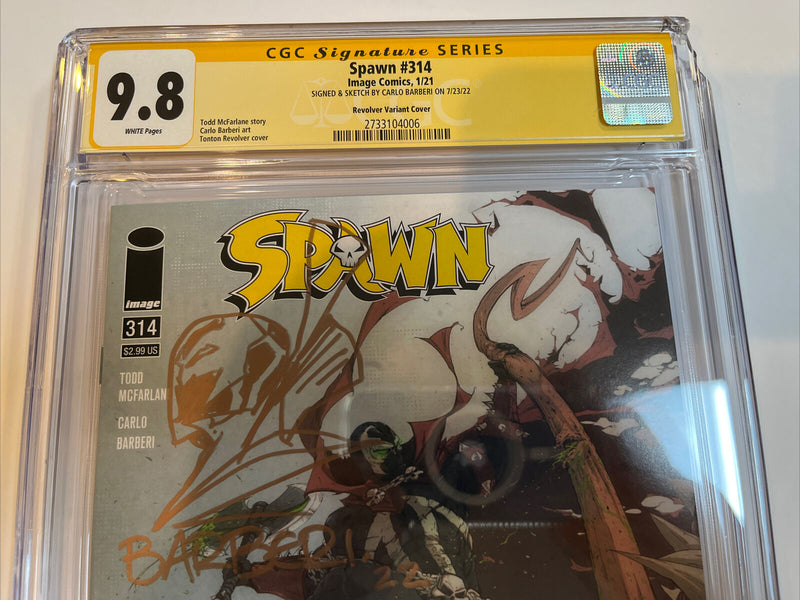 CGC Signature SERIES
Spawn #314
Image Comics, 1/21
SIGNED & SKETCH BY CARLO BARBERI ON 7/23/22
Revolver Variant Cover
2733104006
9.8
WHITE Pages
Todd McFarlane story
Carlo Barberi art
Tonton Revolver cover
SPAWN
image
314
$2.99 US
TODD
MCFARLAN
CARLO
BARBERI
BARBERI 22